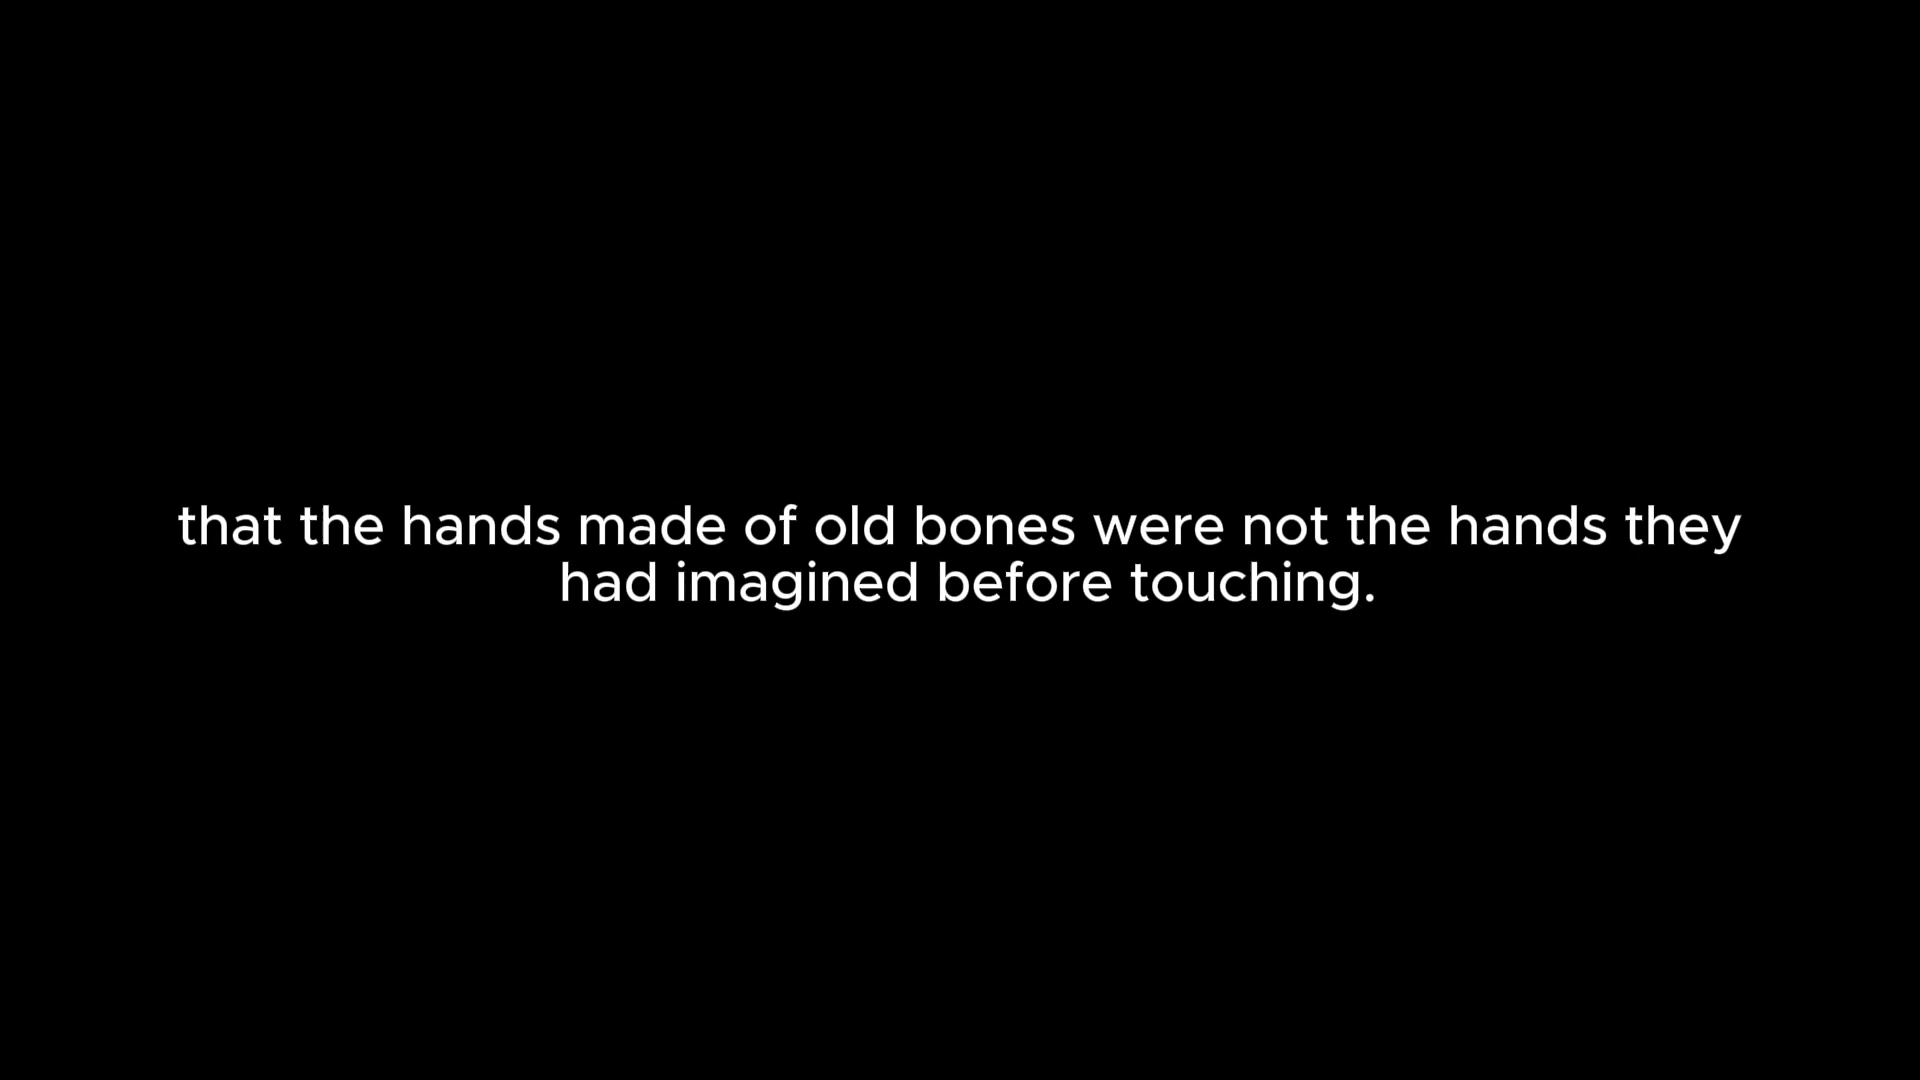 that the hands made of old bones were not the hands they
had imagined before touching.